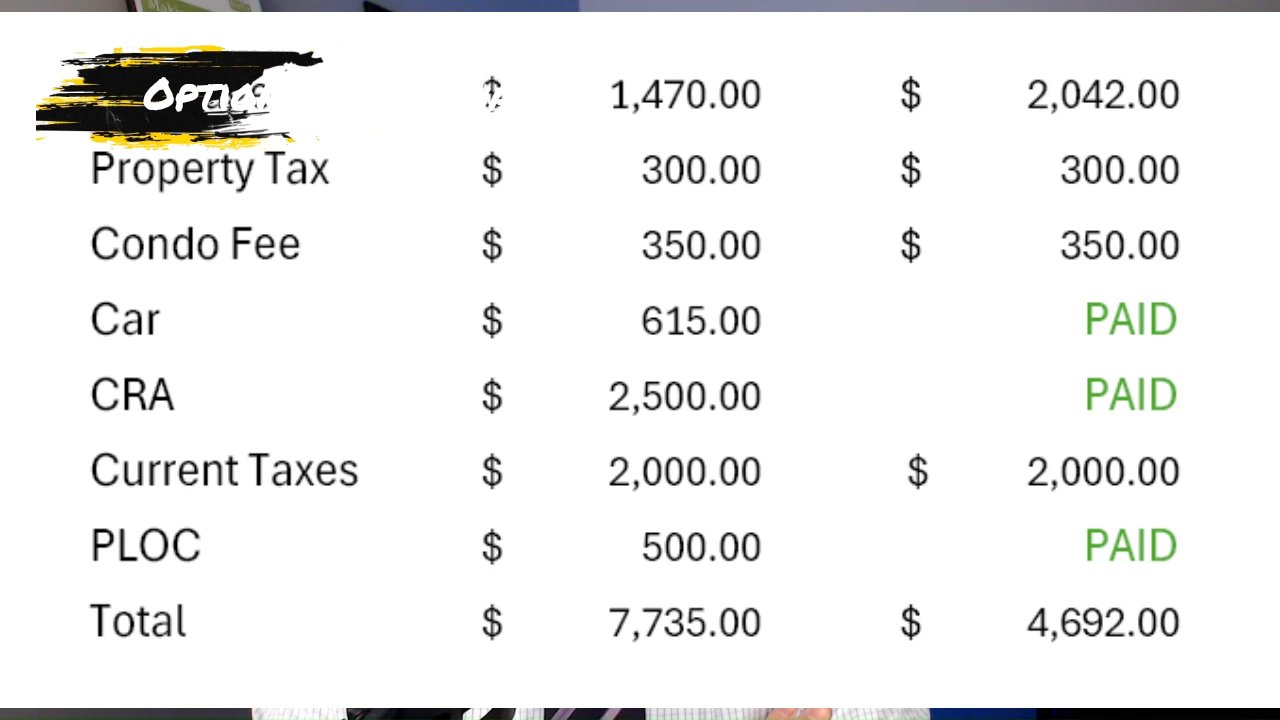 $ 1,470.00 $ 2,042.00
Property Tax $ 300.00 $ 300.00
Condo Fee $ 350.00 $ 350.00
Car $ 615.00 PAID
CRA $ 2,500.00 PAID
Current Taxes $ 2,000.00 $ 2,000.00
PLOC $ 500.00 PAID
Total $ 7,735.00 $ 4,692.00